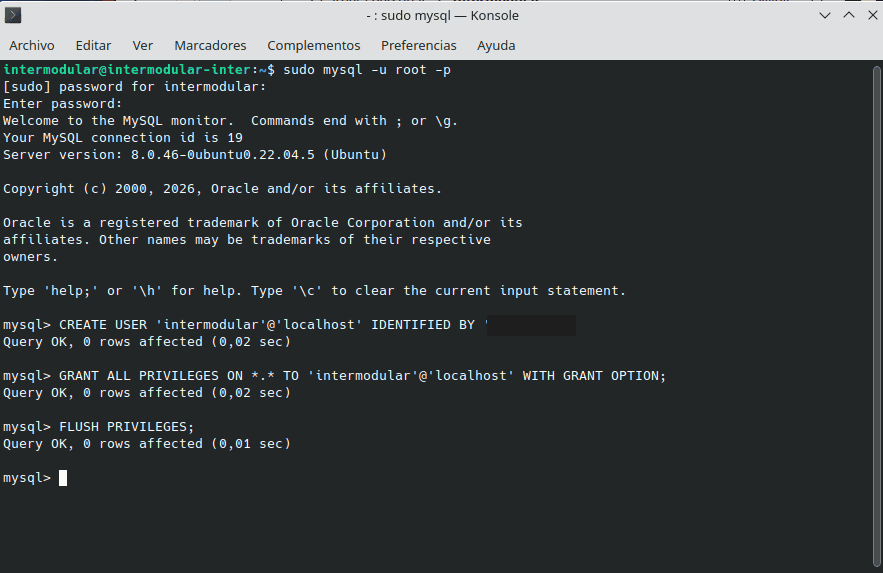 - : sudo mysql — Konsole
Archivo Editar Ver Marcadores Complementos Preferencias Ayuda
intermodular@intermodular-inter:~$ sudo mysql -u root -p
[sudo] password for intermodular:
Enter password:
Welcome to the MySQL monitor.  Commands end with ; or \g.
Your MySQL connection id is 19
Server version: 8.0.46-0ubuntu0.22.04.5 (Ubuntu)
Copyright (c) 2000, 2026, Oracle and/or its affiliates.
Oracle is a registered trademark of Oracle Corporation and/or its
affiliates. Other names may be trademarks of their respective
owners.
Type 'help;' or '\h' for help. Type '\c' to clear the current input statement.
mysql> CREATE USER 'intermodular'@'localhost' IDENTIFIED BY '
Query OK, 0 rows affected (0,02 sec)
mysql> GRANT ALL PRIVILEGES ON *.* TO 'intermodular'@'localhost' WITH GRANT OPTION;
Query OK, 0 rows affected (0,02 sec)
mysql> FLUSH PRIVILEGES;
Query OK, 0 rows affected (0,01 sec)
mysql>